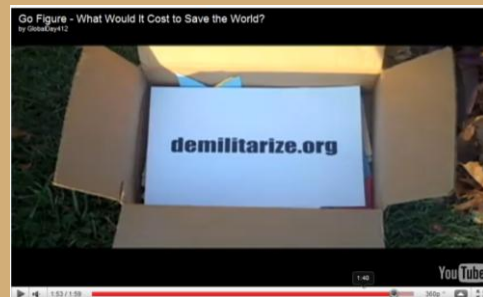 Go Figure - What Would It Cost to Save the World?
by GlobalDay412
demilitarize.org
YouTube
1:48
1:53 / 1:59
360p